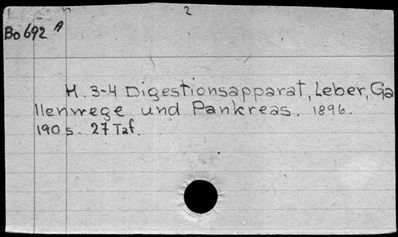 2
Bo 692 A
H. 3-4 Digestionsapparat, Leber, Ga
llenwege und Pankreas. 1896.
190 s. 27 Taf.